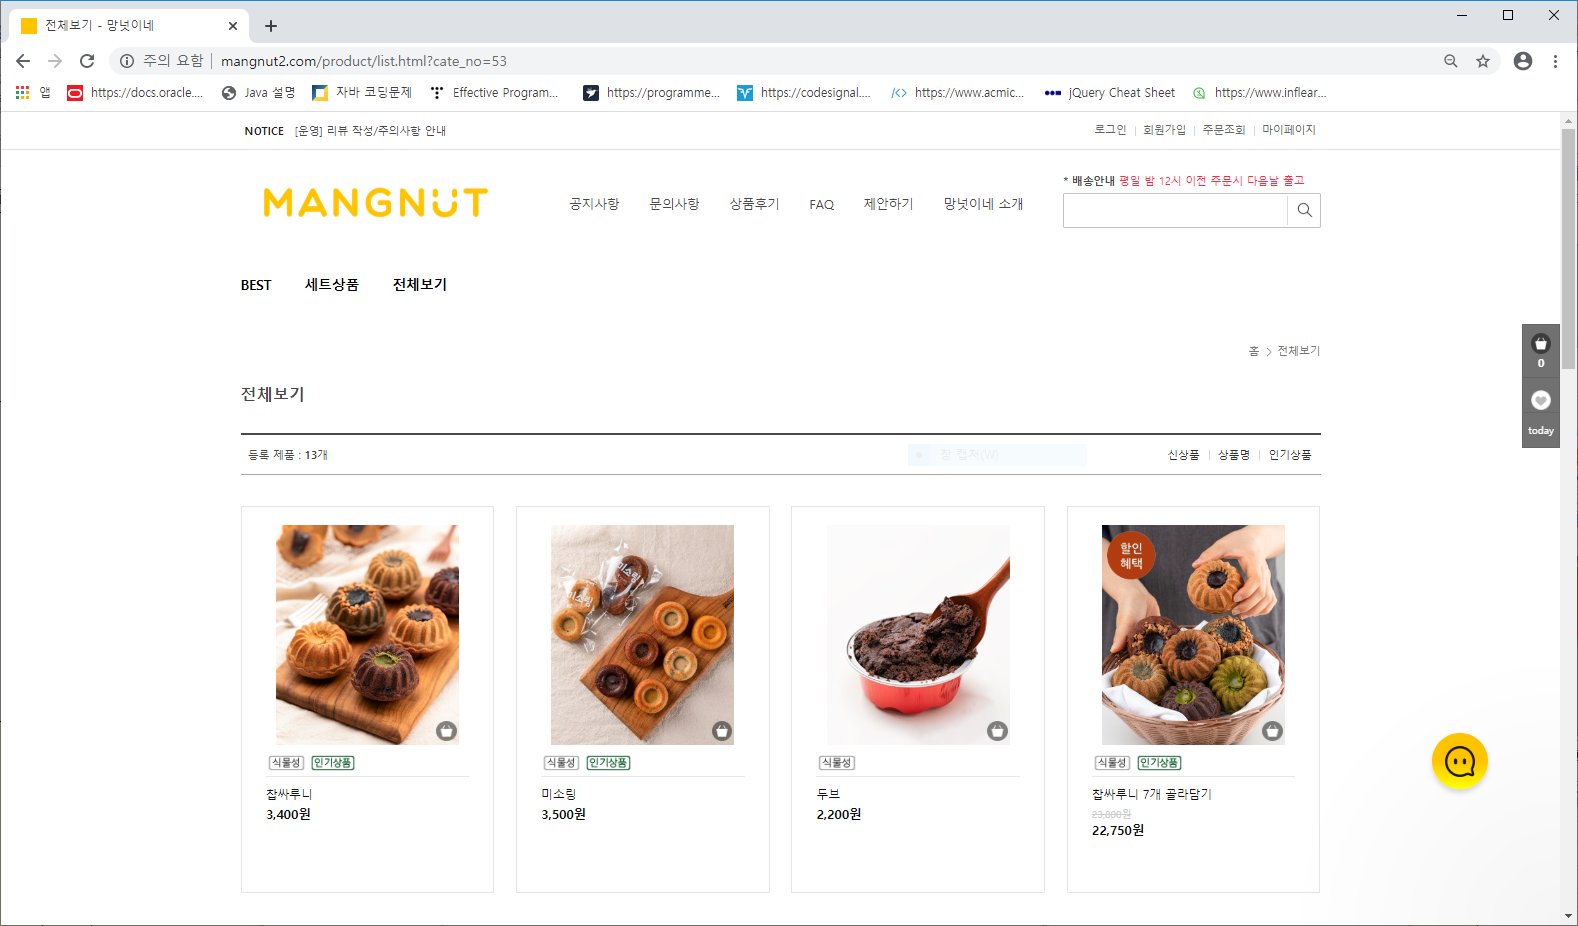 전체보기 - 망넛이네
주의 요함 mangnut2.com/product/list.html?cate_no=53
앱 https://docs.oracle.... Java 설명 자바 코딩문제 Effective Program... https://programme... https://codesignal.... https://www.acmic... jQuery Cheat Sheet https://www.inflear...
NOTICE [운영] 리뷰 작성/주의사항 안내 로그인 회원가입 주문조회 마이페이지
* 배송안내 평일 밤 12시 이전 주문시 다음날 출고
MANGNUT 공지사항 문의사항 상품후기 FAQ 제안하기 망넛이네 소개
BEST 세트상품 전체보기
홈 > 전체보기
0
today
전체보기
등록 제품 : 13개 창 캡처(W) 신상품 상품명 인기상품
할인
혜택
미소링
미소링
식물성 인기상품 식물성 인기상품 식물성 식물성 인기상품
찹싸루니 미소링 두브 찹싸루니 7개 골라담기
3,400원 3,500원 2,200원 23,800원
22,750원